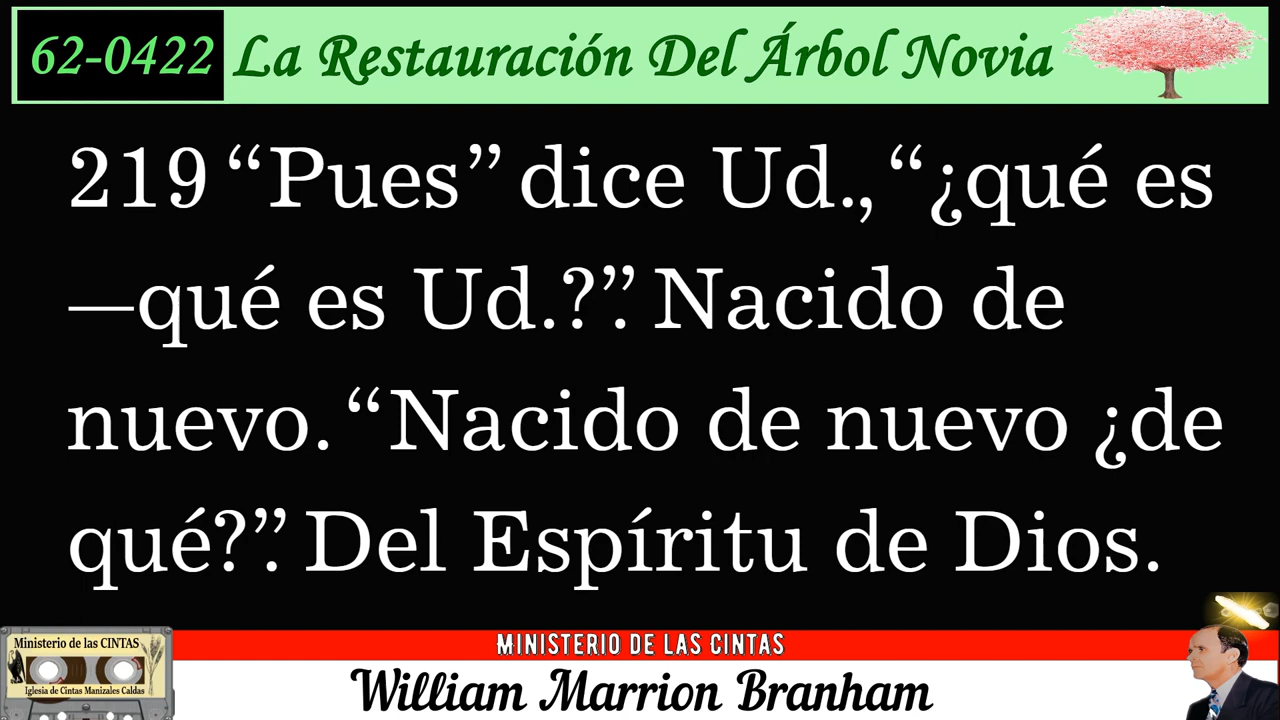 62-0422 La Restauración Del Árbol Novia
219 “Pues” dice Ud., “¿qué es
—qué es Ud.?”. Nacido de
nuevo. “Nacido de nuevo ¿de
qué?”. Del Espíritu de Dios.
MINISTERIO DE LAS CINTAS
Ministerio de las CINTAS
Iglesia de Cintas Manizales Caldas
William Marrion Branham